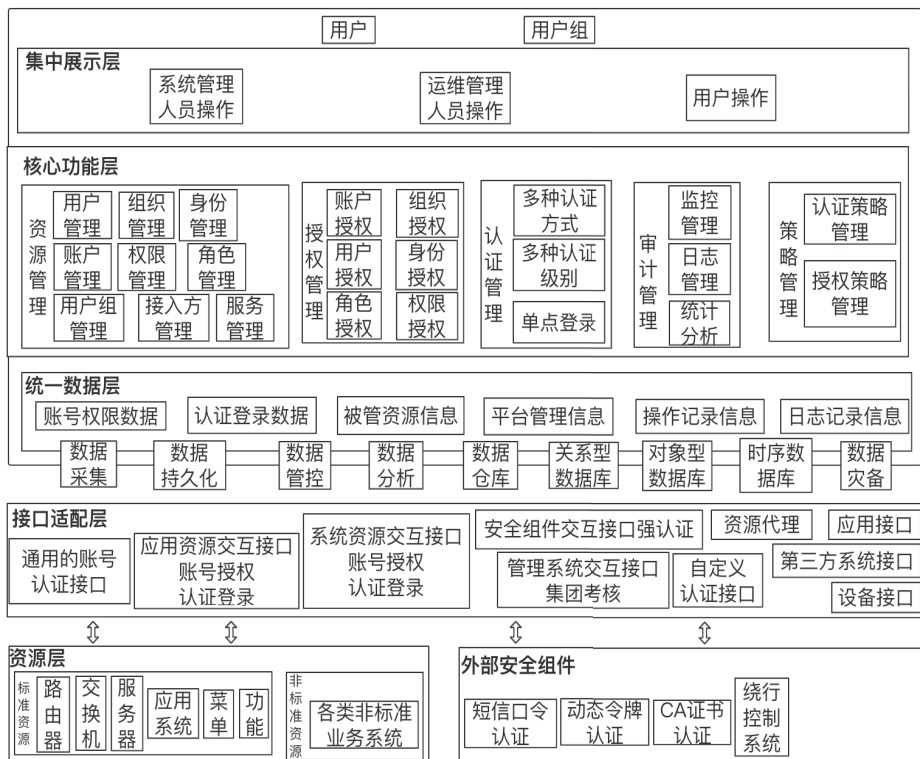 用户
用户组
集中展示层
系统管理
人员操作
运维管理
人员操作
用户操作
核心功能层
资源管理
用户
管理
组织
管理
身份
管理
账户
管理
权限
管理
角色
管理
用户组
管理
接入方
管理
服务
管理
授权管理
账户
授权
组织
授权
用户
授权
身份
授权
角色
授权
权限
授权
认证管理
多种认证
方式
多种认证
级别
单点登录
审计管理
监控
管理
日志
管理
统计
分析
策略管理
认证策略
管理
授权策略
管理
统一数据层
账号权限数据
认证登录数据
被管资源信息
平台管理信息
操作记录信息
日志记录信息
数据
采集
数据
持久化
数据
管控
数据
分析
数据
仓库
关系型
数据库
对象型
数据库
时序数
据库
数据
灾备
接口适配层
通用的账号
认证接口
应用资源交互接口
账号授权
认证登录
系统资源交互接口
账号授权
认证登录
安全组件交互接口强认证
管理系统交互接口
集团考核
资源代理
自定义
认证接口
应用接口
第三方系统接口
设备接口
资源层
标准资源
路由器
交换机
服务器
应用
系统
菜单
功能
非标准资源
各类非标准
业务系统
外部安全组件
短信口令
认证
动态令牌
认证
CA证书
认证
绕行
控制
系统